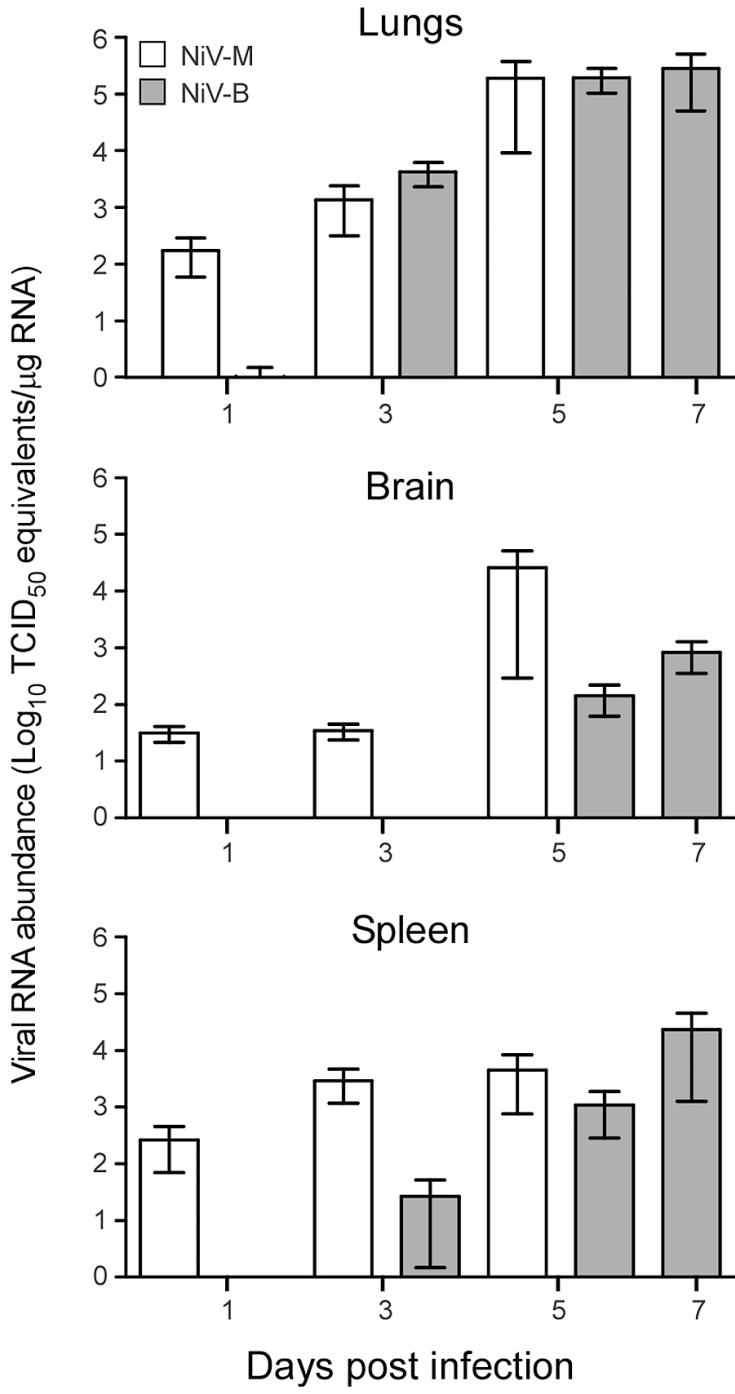 Lungs
NiV-M
NiV-B
6
5
4
3
2
1
0
1 3 5 7
Brain
6
5
4
3
2
1
0
1 3 5 7
Spleen
6
5
4
3
2
1
0
1 3 5 7
Viral RNA abundance (Log10 TCID50 equivalents/µg RNA)
Days post infection